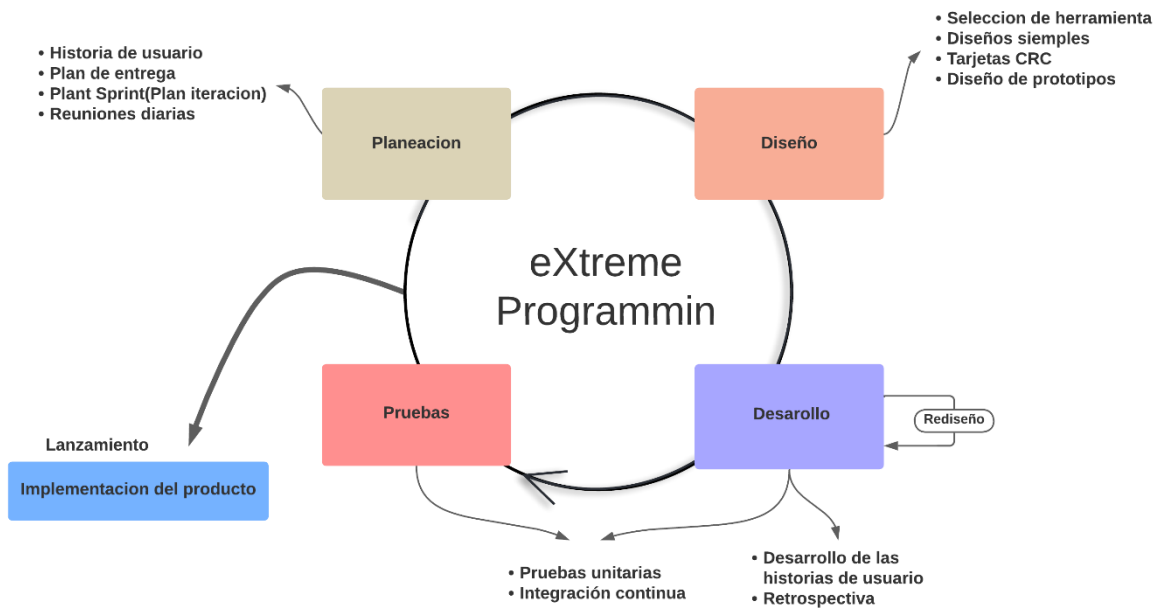 • Historia de usuario
• Plan de entrega
• Plant Sprint(Plan iteracion)
• Reuniones diarias
• Seleccion de herramienta
• Diseños siemples
• Tarjetas CRC
• Diseño de prototipos
Planeacion
Diseño
eXtreme
Programmin
Pruebas
Desarollo
Rediseño
Lanzamiento
Implementacion del producto
• Pruebas unitarias
• Integración continua
• Desarrollo de las
historias de usuario
• Retrospectiva